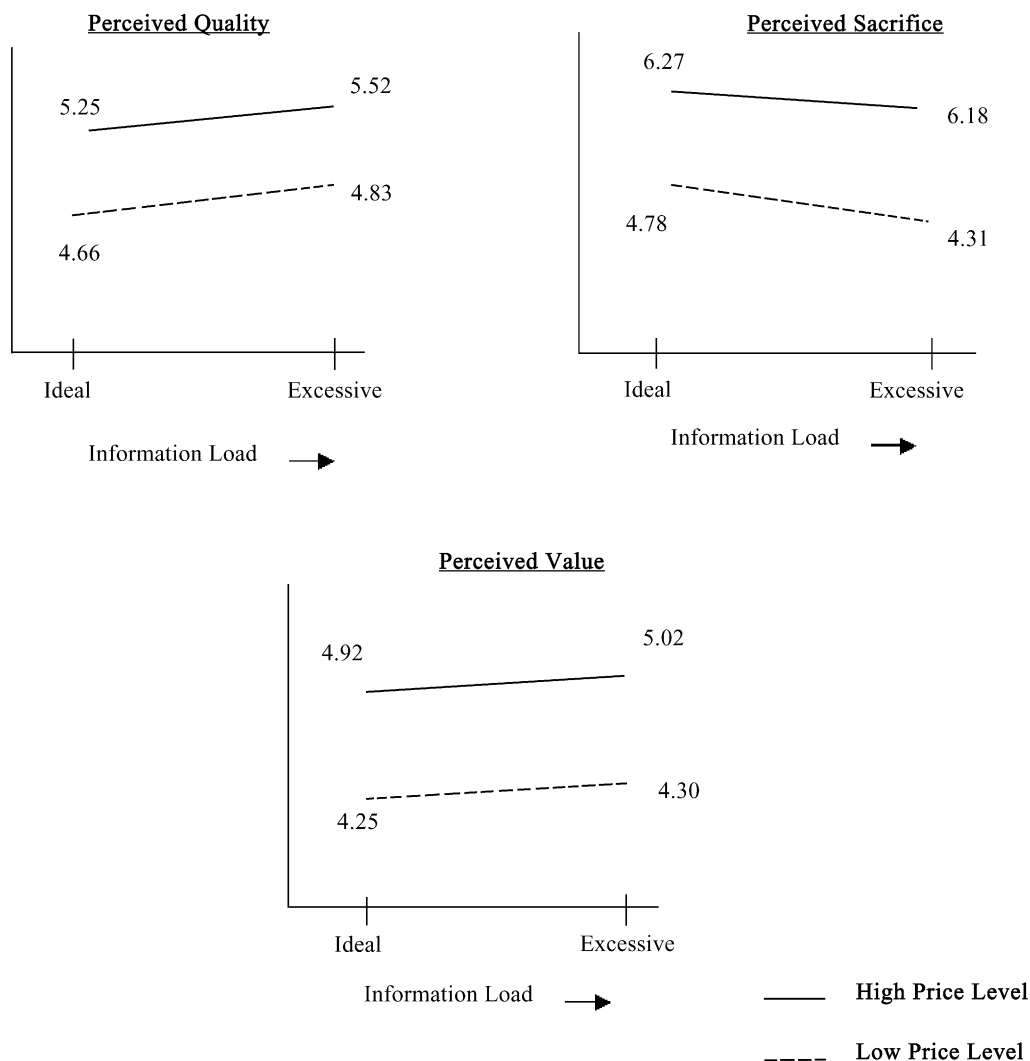 Perceived Quality
5.25
5.52
4.83
4.66
Ideal
Excessive
Information Load
Perceived Sacrifice
6.27
6.18
4.78
4.31
Ideal
Excessive
Information Load
Perceived Value
4.92
5.02
4.25
4.30
Ideal
Excessive
Information Load
High Price Level
Low Price Level